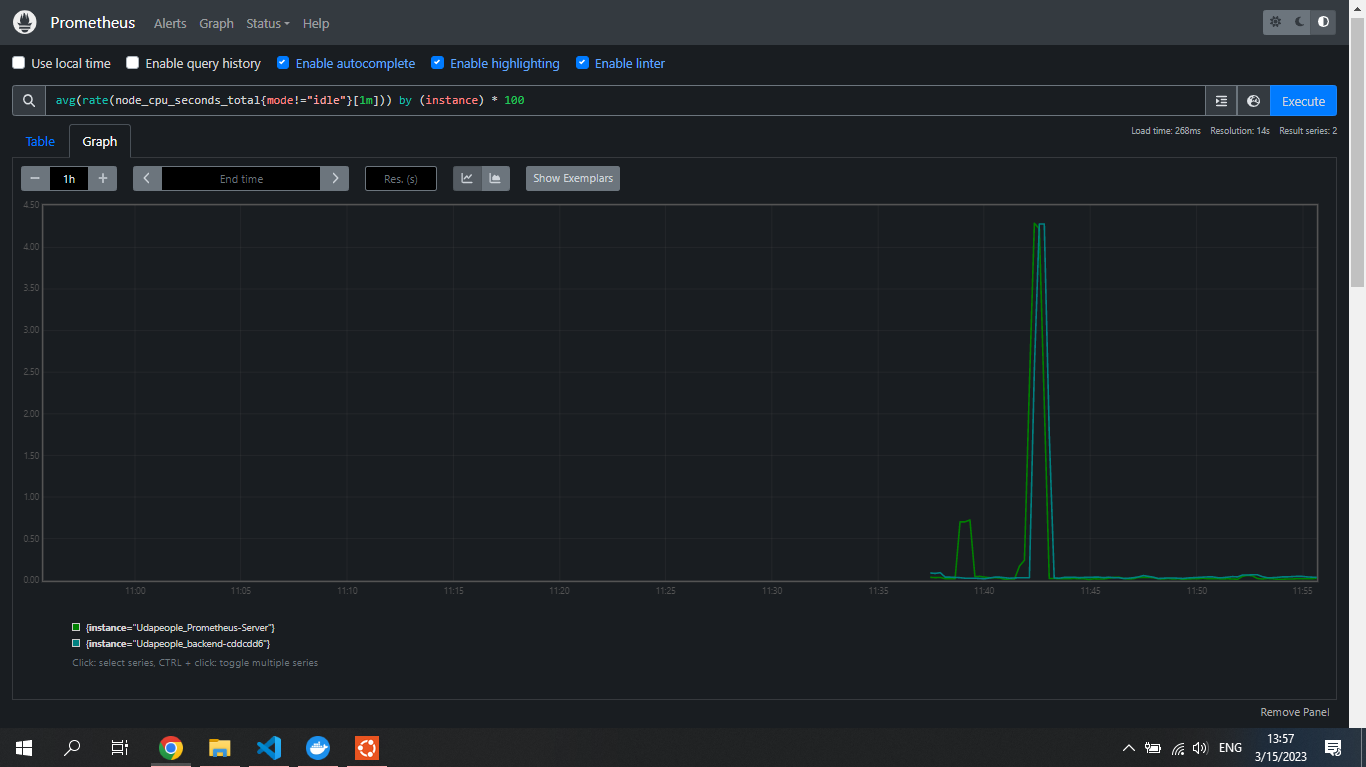 Prometheus Alerts Graph Status Help
Use local time Enable query history Enable autocomplete Enable highlighting Enable linter
avg(rate(node_cpu_seconds_total{mode!="idle"}[1m])) by (instance) * 100 Execute
Load time: 268ms Resolution: 14s Result series: 2
Table Graph
1h End time Res. (s) Show Exemplars
4.50
4.00
3.50
3.00
2.50
2.00
1.50
1.00
0.50
0.00
11:00 11:05 11:10 11:15 11:20 11:25 11:30 11:35 11:40 11:45 11:50 11:55
{instance="Udapeople_Prometheus-Server"}
{instance="Udapeople_backend-cddcdd6"}
Click: select series, CTRL + click: toggle multiple series
Remove Panel
ENG
13:57
3/15/2023